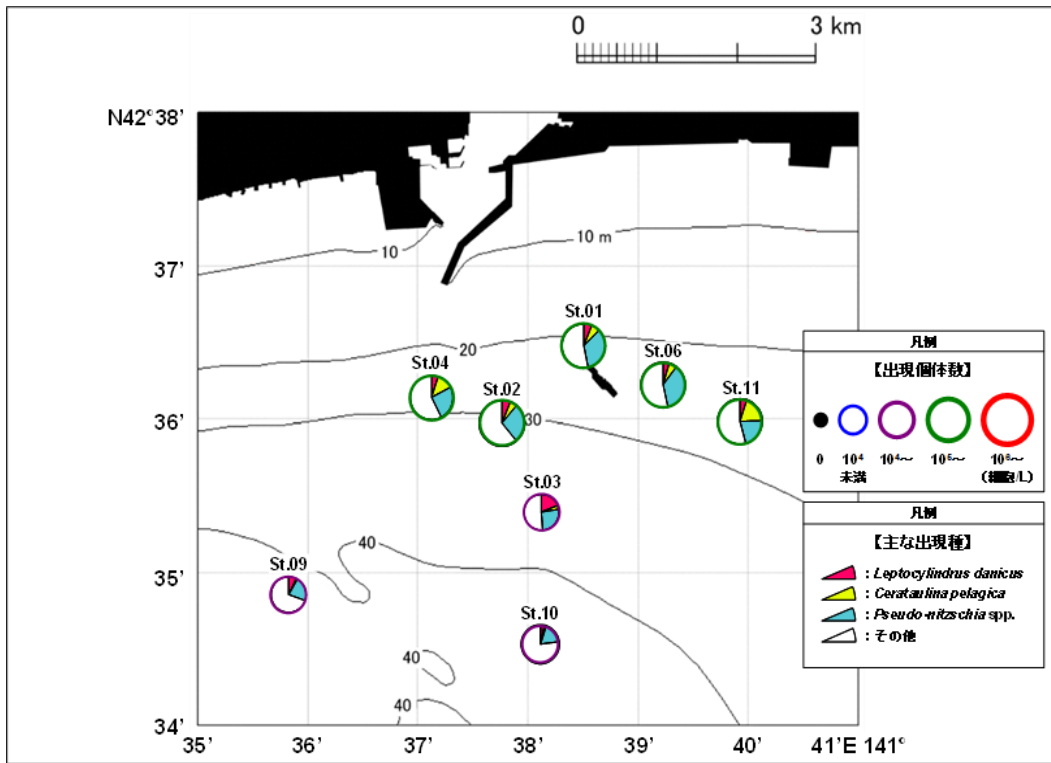 0 3 km
N42°38’
10
10 m
37’
St.01
20
St.04
St.06
St.02
St.11
36’
30
St.03
40
St.09
35’
St.10
40
40
34’
35’ 36’ 37’ 38’ 39’ 40’ 41’E 141°
凡例
【出現個体数】
0 10⁴ 10⁴~ 10⁵~ 10⁶~
未満 (細胞/L)
凡例
【主な出現種】
: Leptocylindrus danicus
: Cerataulina pelagica
: Pseudo-nitzschia spp.
: その他